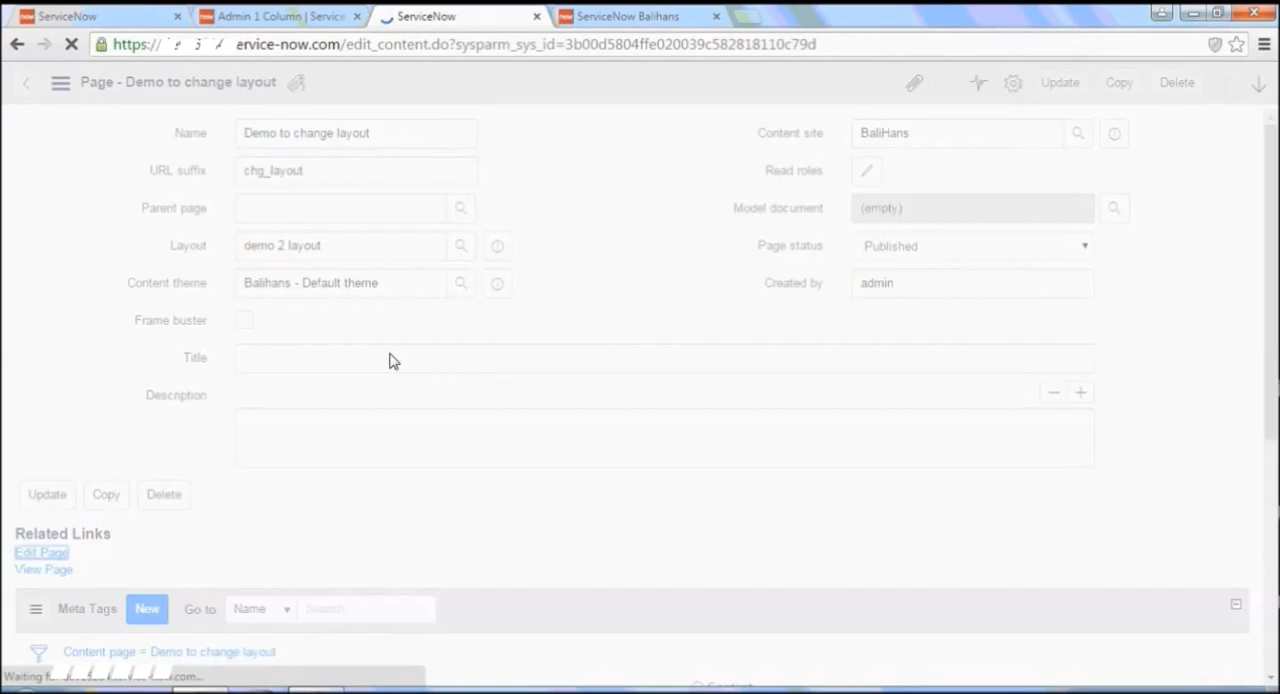 ServiceNow
Admin 1 Column | Service
ServiceNow
ServiceNow Balihans
https://
ervice-now.com/edit_content.do?sysparm_sys_id=3b00d5804ffe020039c582818110c79d
Page - Demo to change layout
Update
Copy
Delete
Name
Demo to change layout
Content site
BaliHans
URL suffix
chg_layout
Read roles
Parent page
Model document
(empty)
Layout
demo 2 layout
Page status
Published
Content theme
Balihans - Default theme
Created by
admin
Frame buster
Title
Description
Update
Copy
Delete
Related Links
Edit Page
View Page
Meta Tags
New
Go to
Name
Search
Content page = Demo to change layout
Waiting
Content